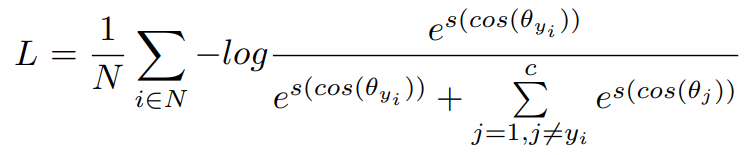 L = \frac{1}{N} \sum_{i \in N} -log \frac{e^{s(cos(\theta_{y_i}))}}{e^{s(cos(\theta_{y_i}))} + \sum_{j=1, j \neq y_i}^{c} e^{s(cos(\theta_j))}}